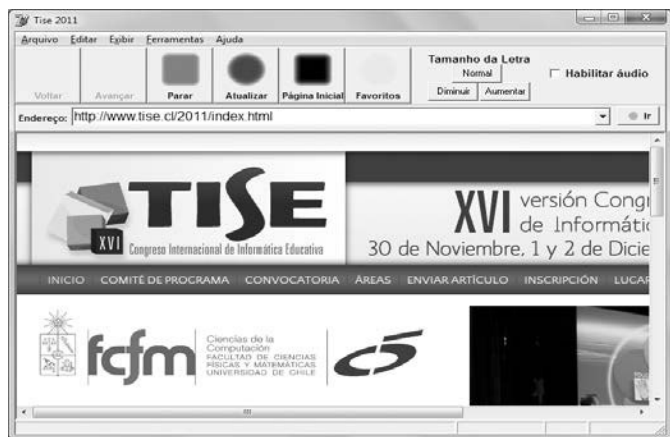 Tise 2011
Arquivo Editar Exibir Ferramentas Ajuda
Voltar Avançar Parar Atualizar Página Inicial Favoritos
Tamanho da Letra
Normal
Diminuir Aumentar
Habilitar áudio
Endereço: http://www.tise.cl/2011/index.html Ir
TISE
XVI Congreso Internacional de Informática Educativa
XVI versión Congr
de Informátic
30 de Noviembre, 1 y 2 de Dicie
INICIO COMITÉ DE PROGRAMA CONVOCATORIA ÁREAS ENVIAR ARTÍCULO INSCRIPCIÓN LUGAR
fcfm
Ciencias de la
Computación
FACULTAD DE CIENCIAS
FÍSICAS Y MATEMÁTICAS
UNIVERSIDAD DE CHILE
c5